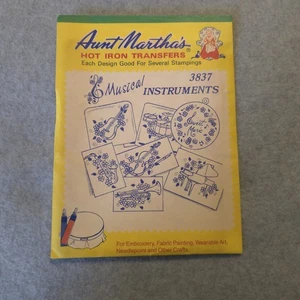 Aunt Martha's
HOT IRON TRANSFERS
Each Design Good For Several Stampings
3837
Musical INSTRUMENTS
For Embroidery, Fabric Painting, Wearable Art,
Needlepoint and Other Crafts